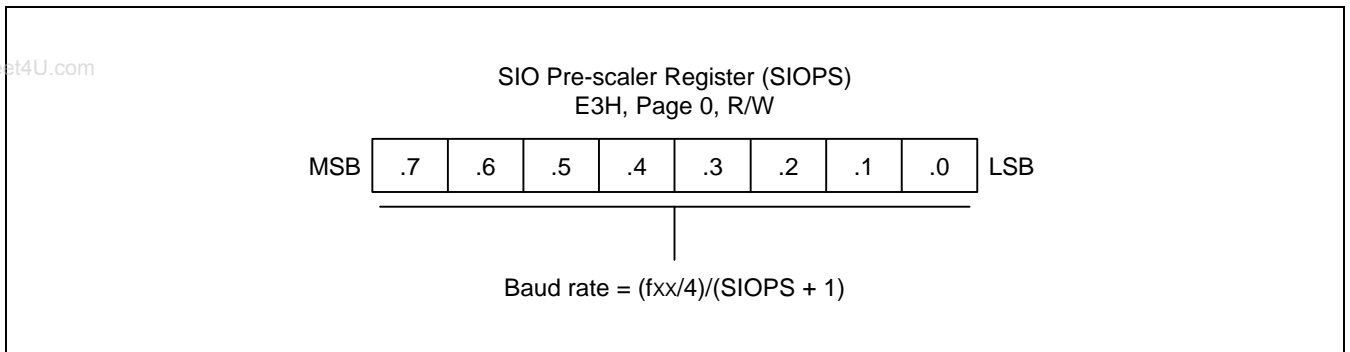 et4U.com
SIO Pre-scaler Register (SIOPS)
E3H, Page 0, R/W
MSB .7 .6 .5 .4 .3 .2 .1 .0 LSB
Baud rate = (fxx/4)/(SIOPS + 1)